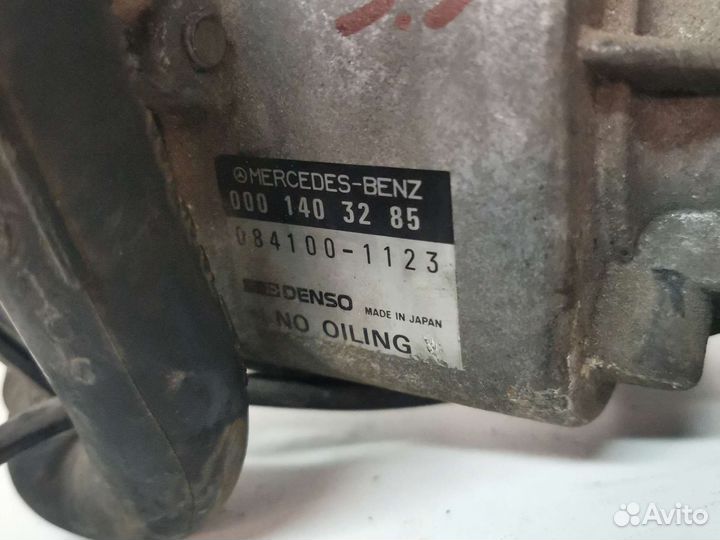 MERCEDES-BENZ
000 140 32 85
084100-1123
DENSO MADE IN JAPAN
NO OILING
Avito